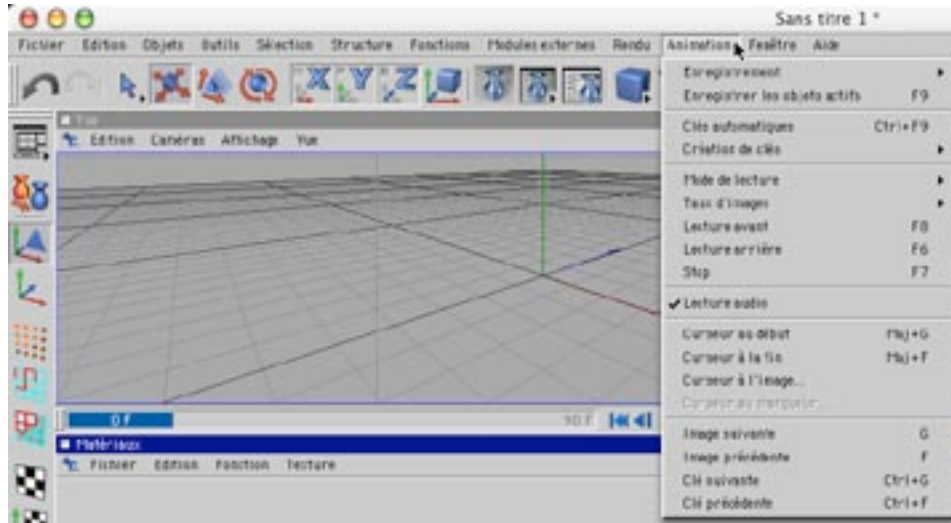 Sans titre 1 *
Fichier Edition Objets Outils Sélection Structure Fonctions Modules externes Rendu Animation Fenêtre Aide
Enregistrement
Enregistrer les objets actifs F9
Clés automatiques Ctrl+F9
Création de clés
Mode de lecture
Taux d'images
Lecture avant F8
Lecture arrière F6
Stop F7
Lecture audio
Curseur au début Maj+G
Curseur à la fin Maj+F
Curseur à l'image...
Curseur au marqueur...
Image suivante G
Image précédente F
Clé suivante Ctrl+G
Clé précédente Ctrl+F
Vue
Edition Caméras Affichage Vue
0 F 90 F
Matériaux
Fichier Edition Fonction Texture